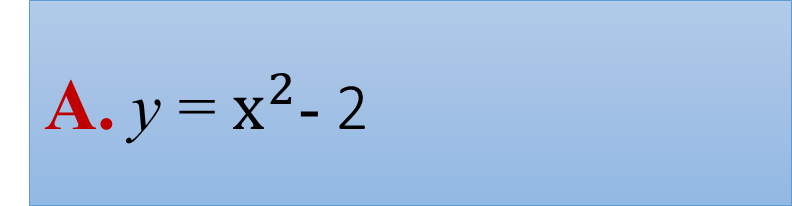 A. y = x²- 2